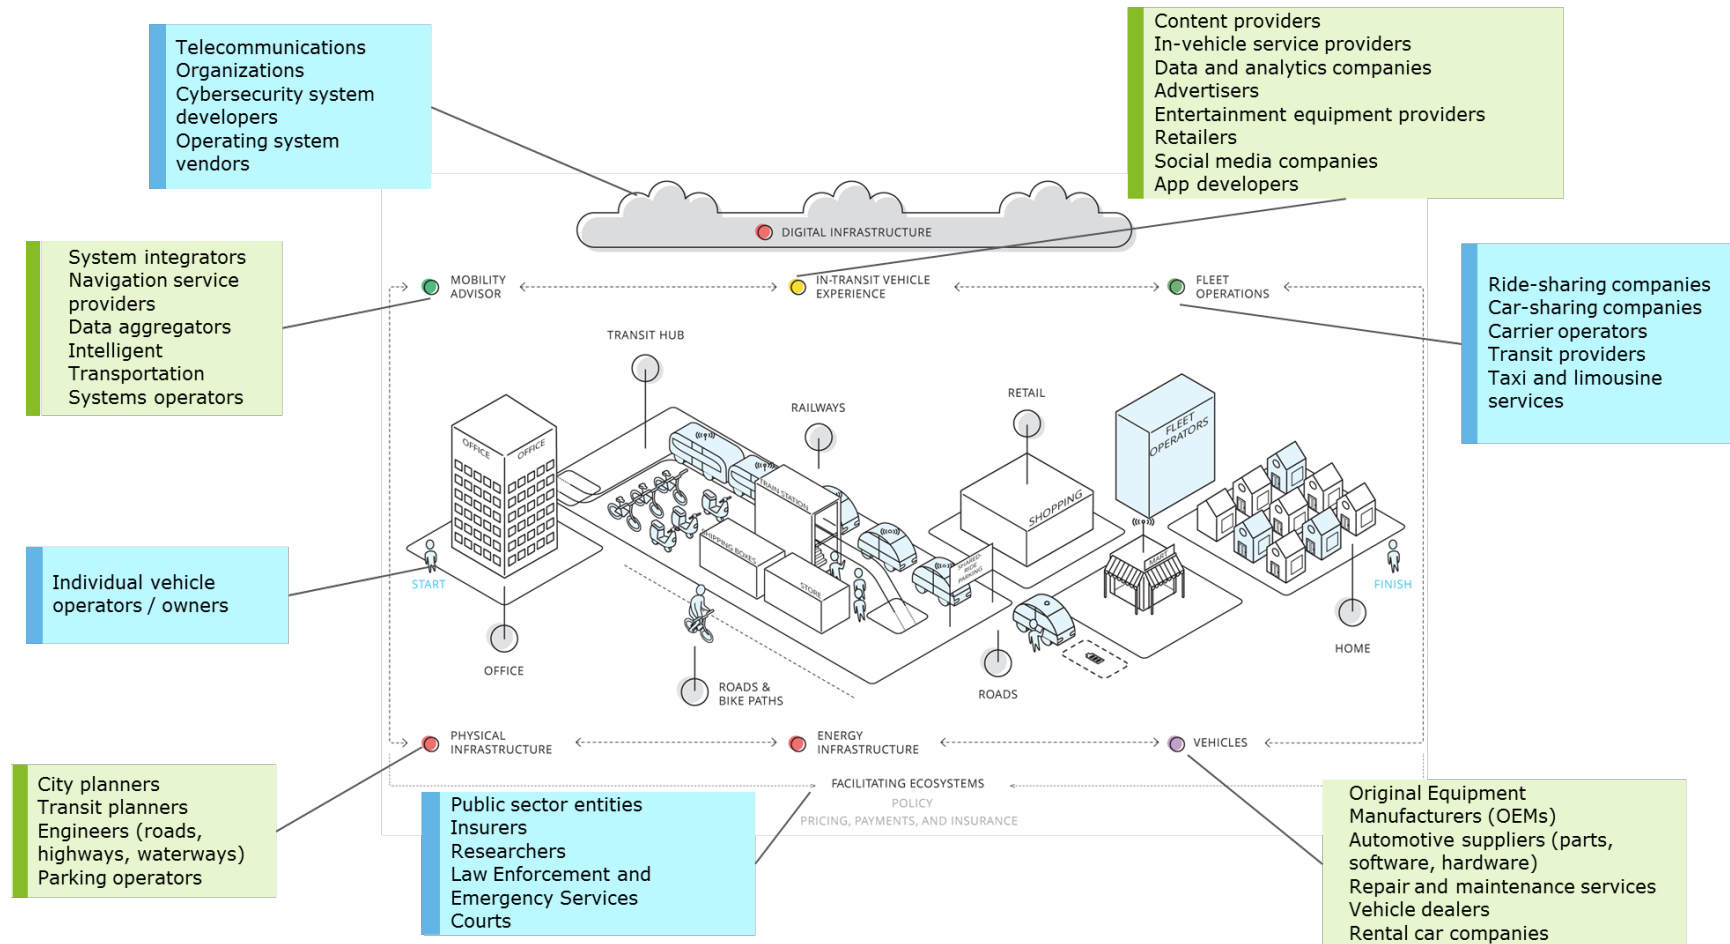 Telecommunications
Organizations
Cybersecurity system
developers
Operating system
vendors
Content providers
In-vehicle service providers
Data and analytics companies
Advertisers
Entertainment equipment providers
Retailers
Social media companies
App developers
DIGITAL INFRASTRUCTURE
System integrators
Navigation service
providers
Data aggregators
Intelligent
Transportation
Systems operators
MOBILITY
ADVISOR
IN-TRANSIT VEHICLE
EXPERIENCE
FLEET
OPERATIONS
Ride-sharing companies
Car-sharing companies
Carrier operators
Transit providers
Taxi and limousine
services
TRANSIT HUB
RAILWAYS
RETAIL
OFFICE
OFFICE
TRAIN STATION
SHIPPING BOXES
STORE
SHARED-
RIDE
PARKING
SHOPPING
FLEET
OPERATORS
MART
Individual vehicle
operators / owners
START
FINISH
OFFICE
ROADS &
BIKE PATHS
ROADS
HOME
PHYSICAL
INFRASTRUCTURE
ENERGY
INFRASTRUCTURE
VEHICLES
FACILITATING ECOSYSTEMS
POLICY
PRICING, PAYMENTS, AND INSURANCE
City planners
Transit planners
Engineers (roads,
highways, waterways)
Parking operators
Public sector entities
Insurers
Researchers
Law Enforcement and
Emergency Services
Courts
Original Equipment
Manufacturers (OEMs)
Automotive suppliers (parts,
software, hardware)
Repair and maintenance services
Vehicle dealers
Rental car companies